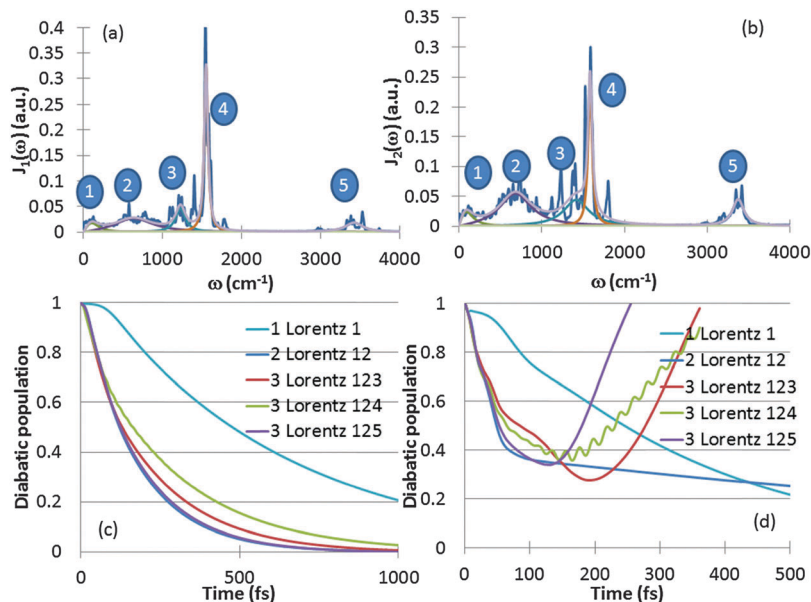 (a)
J₁(ω) (a.u.)
0.4
0.35
0.3
0.25
0.2
0.15
0.1
0.05
0
1
2
3
4
5
0 1000 2000 3000 4000
ω (cm⁻¹)
(b)
J₂(ω) (a.u.)
0.35
0.3
0.25
0.2
0.15
0.1
0.05
0
1
2
3
4
5
0 1000 2000 3000 4000
ω (cm⁻¹)
Diabatic population
1
0.8
0.6
0.4
0.2
0
1 Lorentz 1
2 Lorentz 12
3 Lorentz 123
3 Lorentz 124
3 Lorentz 125
(c)
0 500 1000
Time (fs)
Diabatic population
1
0.8
0.6
0.4
0.2
0
1 Lorentz 1
2 Lorentz 12
3 Lorentz 123
3 Lorentz 124
3 Lorentz 125
(d)
0 100 200 300 400 500
Time (fs)